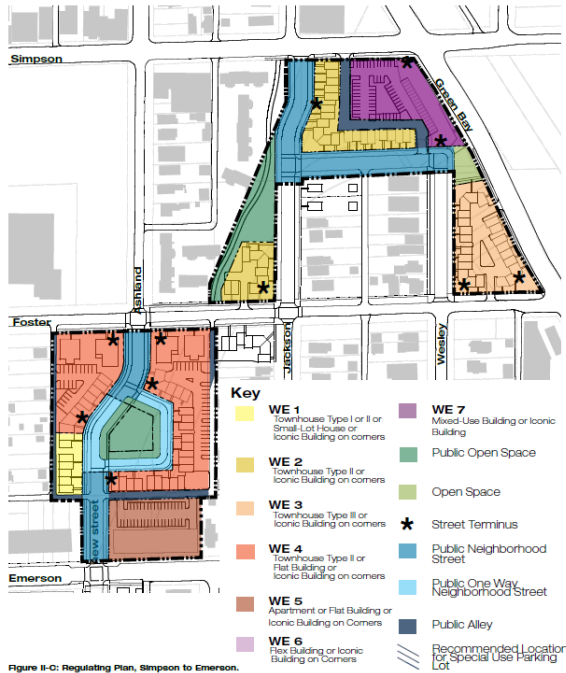 Simpson
Green Bay
Ashland
Foster
Jackson
Wesley
Key
WE 1
Townhouse Type I or II or
Small-Lot House or
Iconic Building on corners
WE 2
Townhouse Type II or
Iconic Building on corners
WE 3
Townhouse Type III or
Iconic Building on corners
WE 4
Townhouse Type II or
Flat Building or
Iconic Building on corners
WE 5
Apartment or Flat Building or
Iconic Building on Corners
WE 6
Flex Building or Iconic
Building on Corners
WE 7
Mixed-Use Building or Iconic
Building
Public Open Space
Open Space
Street Terminus
Public Neighborhood
Street
Public One Way
Neighborhood Street
Public Alley
Recommended Location
for Special Use Parking
Lot
street
Emerson
Figure II-C: Regulating Plan, Simpson to Emerson.